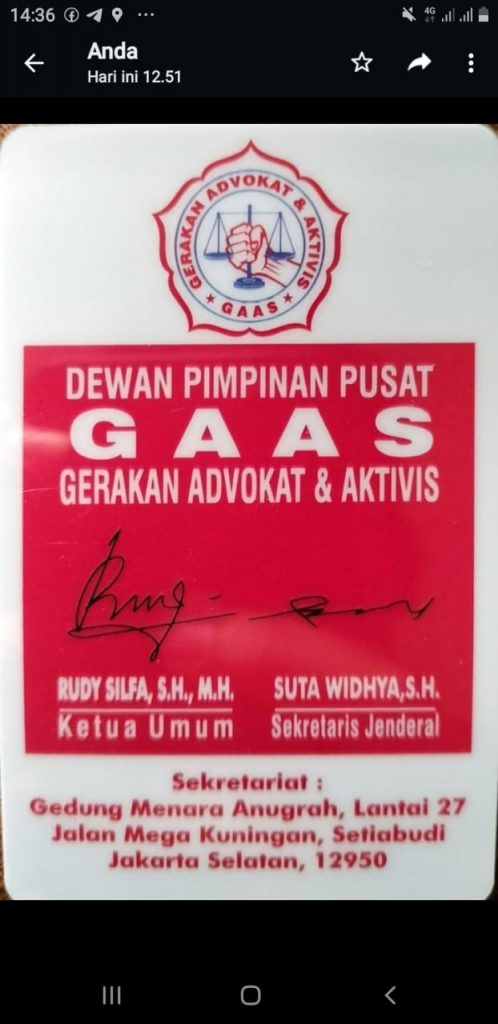 14:36
4G
Anda
Hari ini 12.51
GERAKAN ADVOKAT & AKTIVIS
★ GAAS ★
DEWAN PIMPINAN PUSAT
GAAS
GERAKAN ADVOKAT & AKTIVIS
RUDY SILFA, S.H., M.H.
Ketua Umum
SUTA WIDHYA,S.H.
Sekretaris Jenderal
Sekretariat :
Gedung Menara Anugrah, Lantai 27
Jalan Mega Kuningan, Setiabudi
Jakarta Selatan, 12950